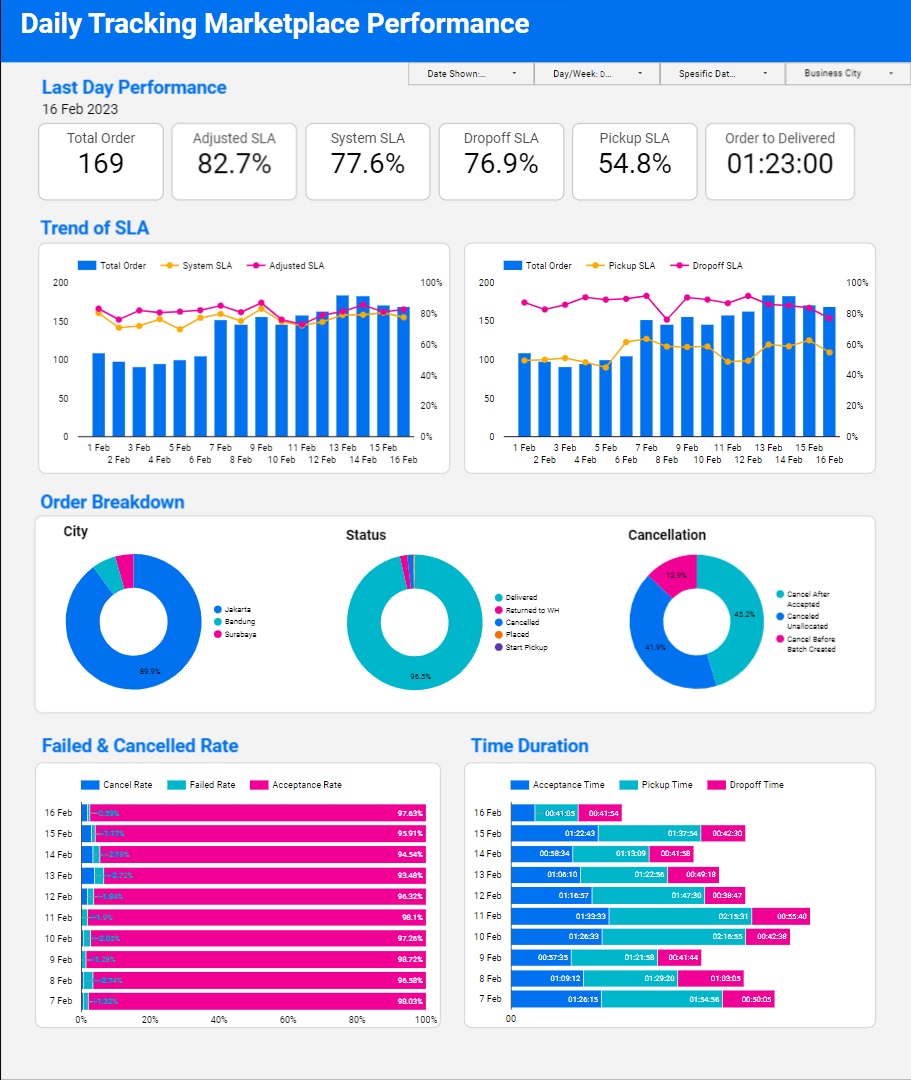 Daily Tracking Marketplace Performance
Date Shown:...
Day/Week: D...
Spesific Dat...
Business City
Last Day Performance
16 Feb 2023
Total Order
169
Adjusted SLA
82.7%
System SLA
77.6%
Dropoff SLA
76.9%
Pickup SLA
54.8%
Order to Delivered
01:23:00
Trend of SLA
Total Order System SLA Adjusted SLA
200 100%
150 80%
60%
100
40%
50
20%
0 0%
1 Feb 3 Feb 5 Feb 7 Feb 9 Feb 11 Feb 13 Feb 15 Feb
2 Feb 4 Feb 6 Feb 8 Feb 10 Feb 12 Feb 14 Feb 16 Feb
Total Order Pickup SLA Dropoff SLA
200 100%
150 80%
60%
100
40%
50
20%
0 0%
1 Feb 3 Feb 5 Feb 7 Feb 9 Feb 11 Feb 13 Feb 15 Feb
2 Feb 4 Feb 6 Feb 8 Feb 10 Feb 12 Feb 14 Feb 16 Feb
Order Breakdown
City
89.9%
Jakarta
Bandung
Surabaya
Status
96.5%
Delivered
Returned to WH
Cancelled
Placed
Start Pickup
Cancellation
12.9%
45.2%
41.9%
Cancel After
Accepted
Canceled
Unallocated
Cancel Before
Batch Created
Failed & Cancelled Rate
Cancel Rate Failed Rate Acceptance Rate
16 Feb 0.59% 97.63%
15 Feb 1.17% 95.91%
14 Feb 94.54%
13 Feb 2.72% 93.48%
12 Feb 1.84% 96.32%
11 Feb 1.9% 98.1%
10 Feb 2.05% 97.26%
9 Feb 1.28% 98.72%
8 Feb 2.74% 96.58%
7 Feb 1.32% 98.03%
0% 20% 40% 60% 80% 100%
Time Duration
Acceptance Time Pickup Time Dropoff Time
16 Feb 00:41:05 00:41:54
15 Feb 01:22:43 01:37:54 00:42:30
14 Feb 00:58:34 01:13:09 00:41:58
13 Feb 01:06:10 01:22:56 00:49:18
12 Feb 01:16:57 01:47:30 00:38:47
11 Feb 01:33:33 02:15:31 00:55:40
10 Feb 01:26:33 02:16:55 00:42:38
9 Feb 00:57:35 01:21:58 00:41:44
8 Feb 01:09:12 01:29:20 01:03:05
7 Feb 01:26:15 01:54:56 00:50:05
00